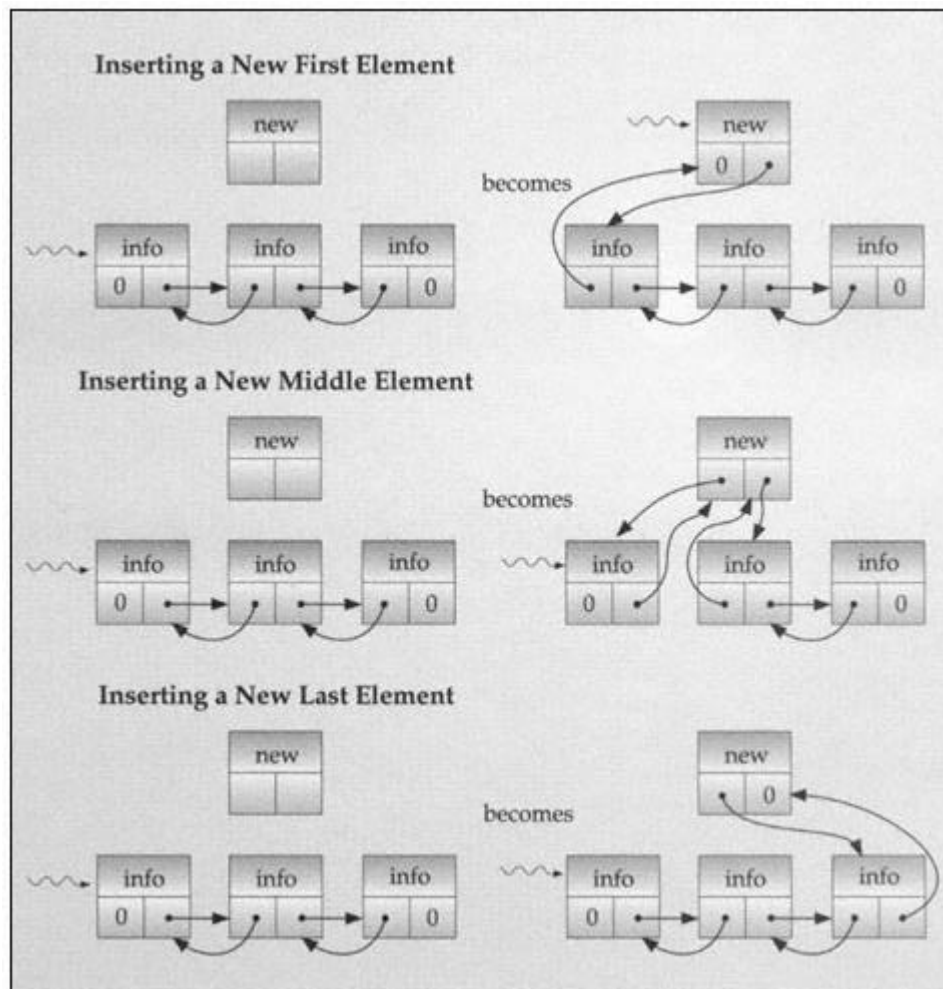 Inserting a New First Element
new
new
0
becomes
info
info
info
info
info
info
0
0
0
Inserting a New Middle Element
new
new
becomes
info
info
info
info
info
info
0
0
0
0
Inserting a New Last Element
new
new
0
becomes
info
info
info
info
info
info
0
0
0